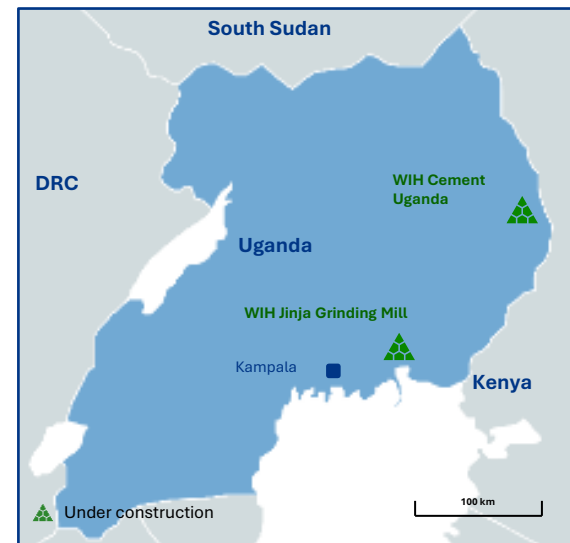 South Sudan
DRC
WIH Cement
Uganda
Uganda
WIH Jinja Grinding Mill
Kampala
Kenya
100 km
Under construction